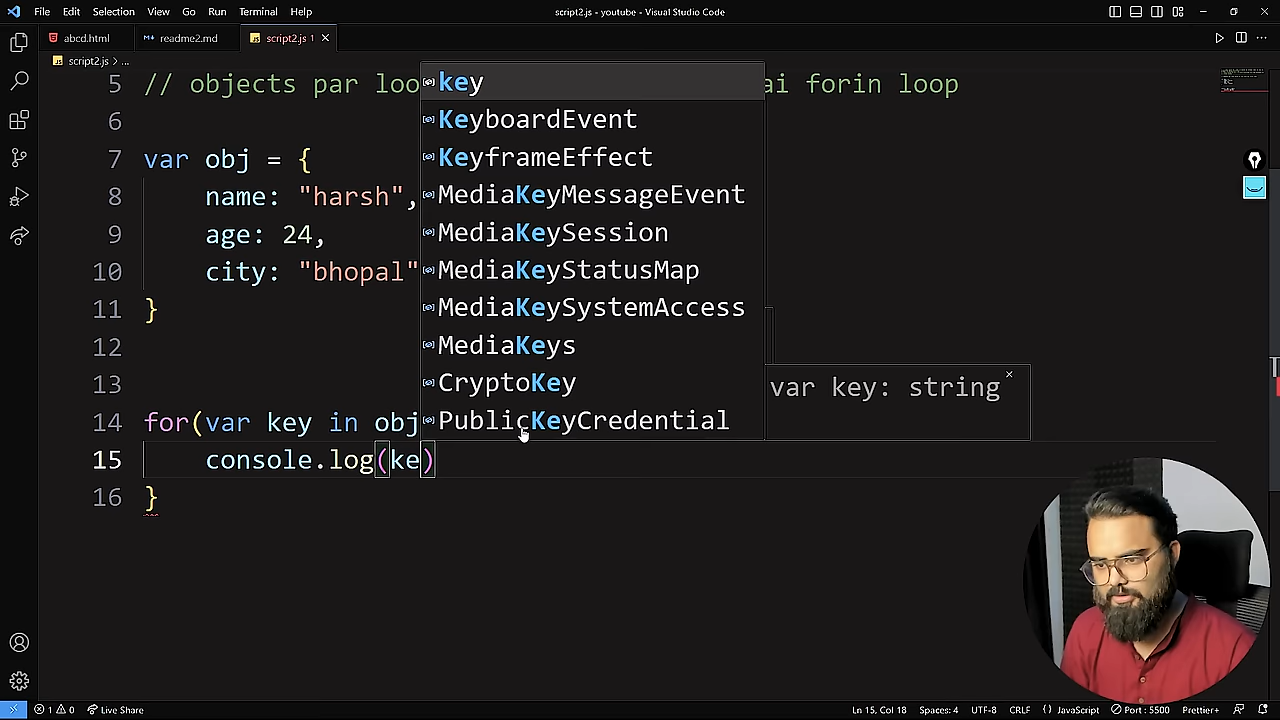 File Edit Selection View Go Run Terminal Help
script2.js - youtube - Visual Studio Code
abcd.html
readme2.md
script2.js 1
script2.js > ...
5 // objects par loo ai forin loop
6
7 var obj = {
8 name: "harsh",
9 age: 24,
10 city: "bhopal"
11 }
12
13
14 for(var key in obj
15 console.log(ke)
16 }
key
KeyboardEvent
KeyframeEffect
MediaKeyMessageEvent
MediaKeySession
MediaKeyStatusMap
MediaKeySystemAccess
MediaKeys
CryptoKey
PublicKeyCredential
var key: string
1 0 Live Share
Ln 15, Col 18 Spaces: 4 UTF-8 CRLF {} JavaScript Port : 5500 Prettier+